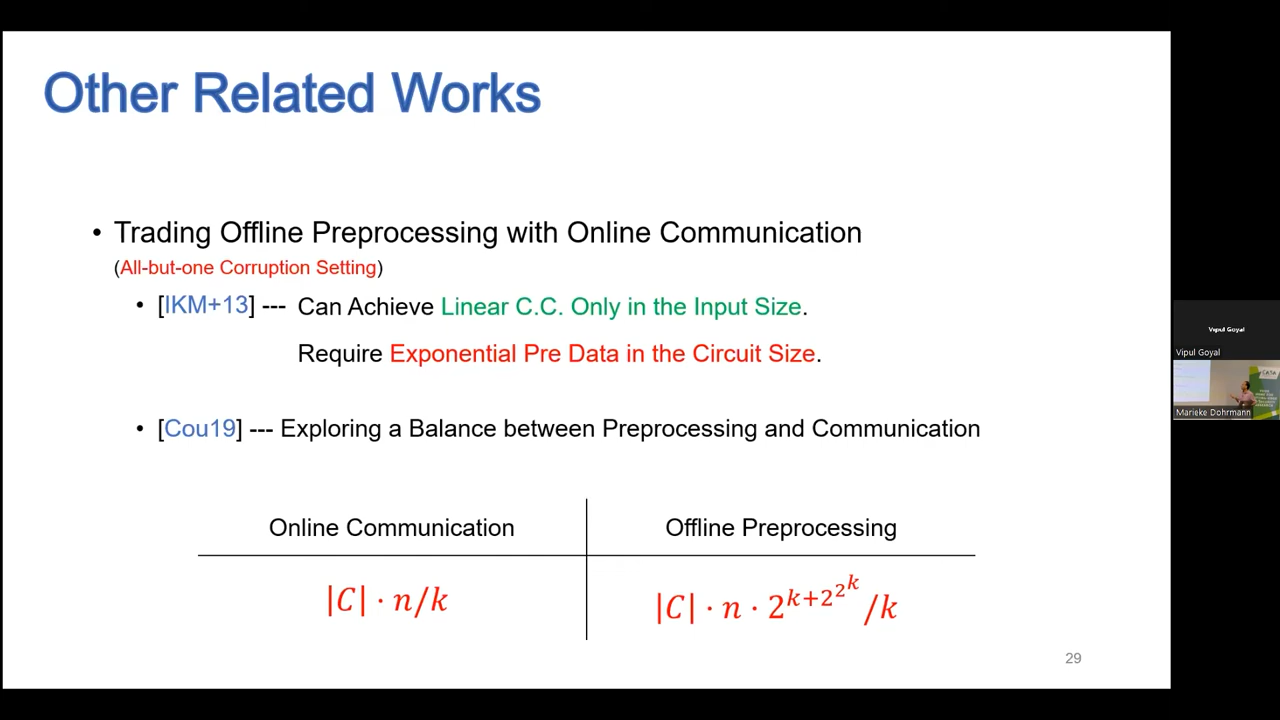 Other Related Works
• Trading Offline Preprocessing with Online Communication
(All-but-one Corruption Setting)
• [IKM+13] --- Can Achieve Linear C.C. Only in the Input Size.
Require Exponential Pre Data in the Circuit Size.
• [Cou19] --- Exploring a Balance between Preprocessing and Communication
Online Communication Offline Preprocessing
|C| · n/k |C| · n · 2^{k+2^{2^k}}/k
29
Vipul Goyal
Vipul Goyal
CASA
Marieke Dohrmann